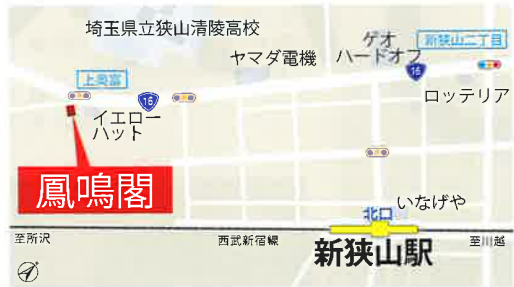 埼玉県立狭山清陵高校
ゲオ
ハードオフ
新狭山二丁目
ヤマダ電機
16
上奥富
16
ロッテリア
イエロー
ハット
鳳鳴閣
いなげや
北口
至所沢
西武新宿線
新狭山駅
至川越